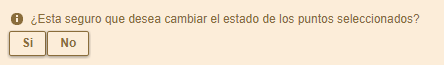 ¿Esta seguro que desea cambiar el estado de los puntos seleccionados?
Si No